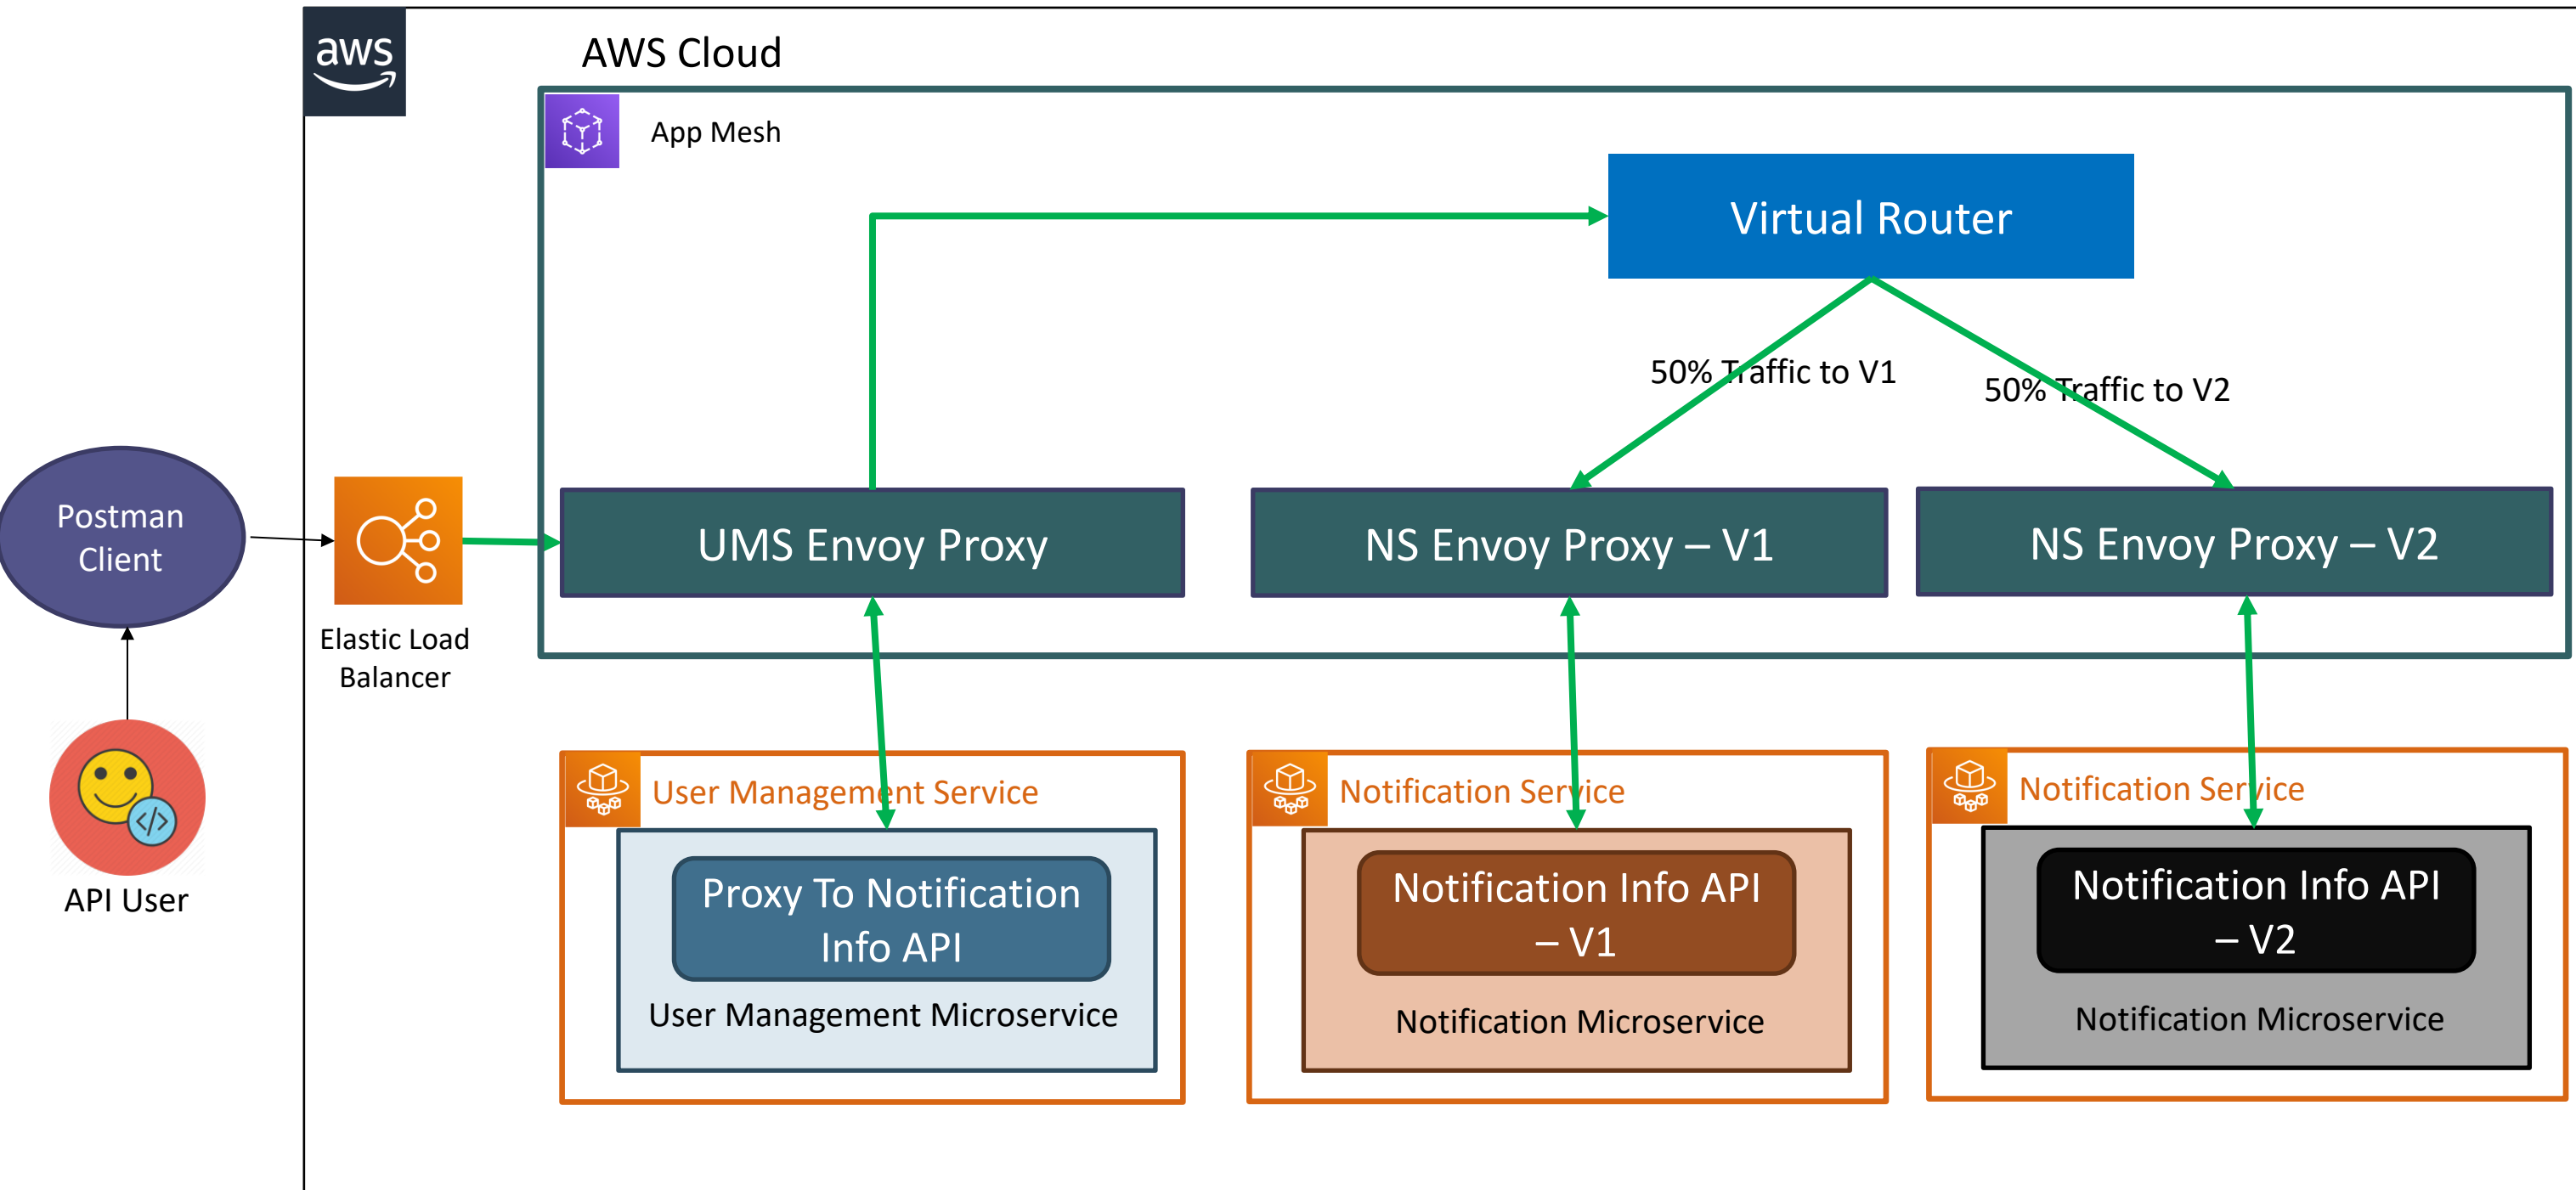 aws
AWS Cloud
App Mesh
Virtual Router
50% Traffic to V1
50% Traffic to V2
Postman
Client
UMS Envoy Proxy
NS Envoy Proxy – V1
NS Envoy Proxy – V2
Elastic Load
Balancer
API User
User Management Service
Notification Service
Notification Service
Proxy To Notification
Info API
User Management Microservice
Notification Info API
– V1
Notification Microservice
Notification Info API
– V2
Notification Microservice